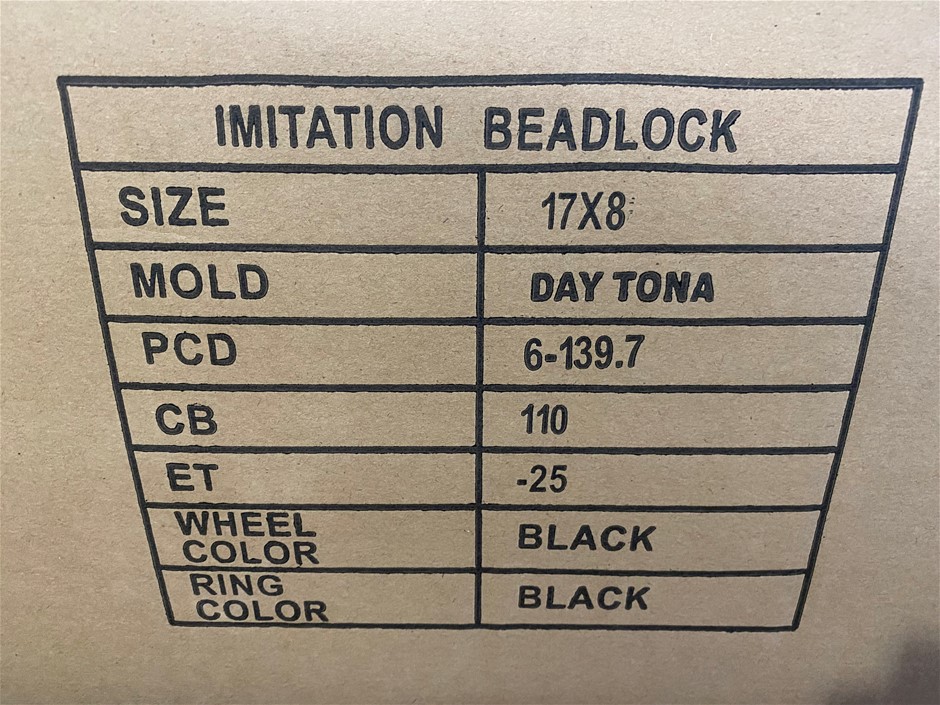 IMITATION BEADLOCK
SIZE 17X8
MOLD DAY TONA
PCD 6-139.7
CB 110
ET -25
WHEEL
COLOR BLACK
RING
COLOR BLACK